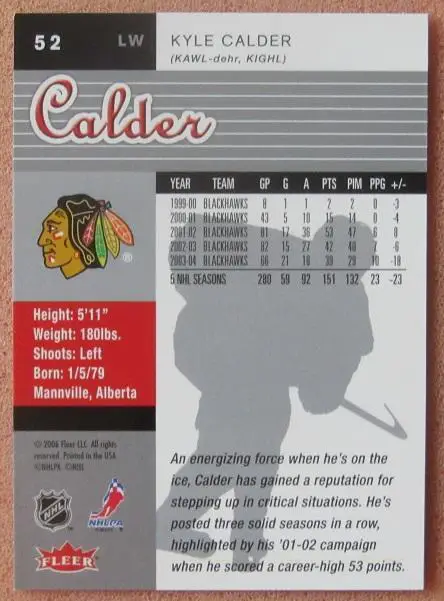 52 LW KYLE CALDER
(KAWL-dehr, KIGHL)
Calder
YEAR TEAM GP G A PTS PIM PPG +/-
1999-00 BLACKHAWKS 8 1 1 2 2 0 -3
2000-01 BLACKHAWKS 43 5 10 15 14 0 -4
2001-02 BLACKHAWKS 81 17 36 53 47 6 8
2002-03 BLACKHAWKS 82 15 27 42 40 7 -6
2003-04 BLACKHAWKS 66 21 18 39 29 10 -18
5 NHL SEASONS 280 59 92 151 132 23 -23
®
Height: 5'11"
Weight: 180lbs.
Shoots: Left
Born: 1/5/79
Mannville, Alberta
© 2006 Fleer LLC. All rights
reserved. Printed in the USA
©NHLPA ©NHL
NHL
NHLPA
FLEER
An energizing force when he's on the
ice, Calder has gained a reputation for
stepping up in critical situations. He's
posted three solid seasons in a row,
highlighted by his '01-02 campaign
when he scored a career-high 53 points.